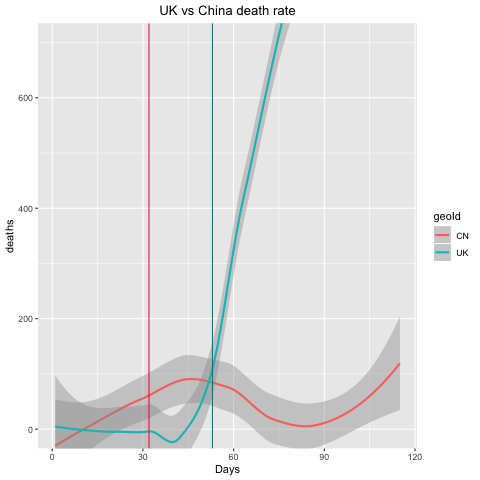 UK vs China death rate
600
400
200
0
deaths
0 30 60 90 120
Days
geoId
CN
UK